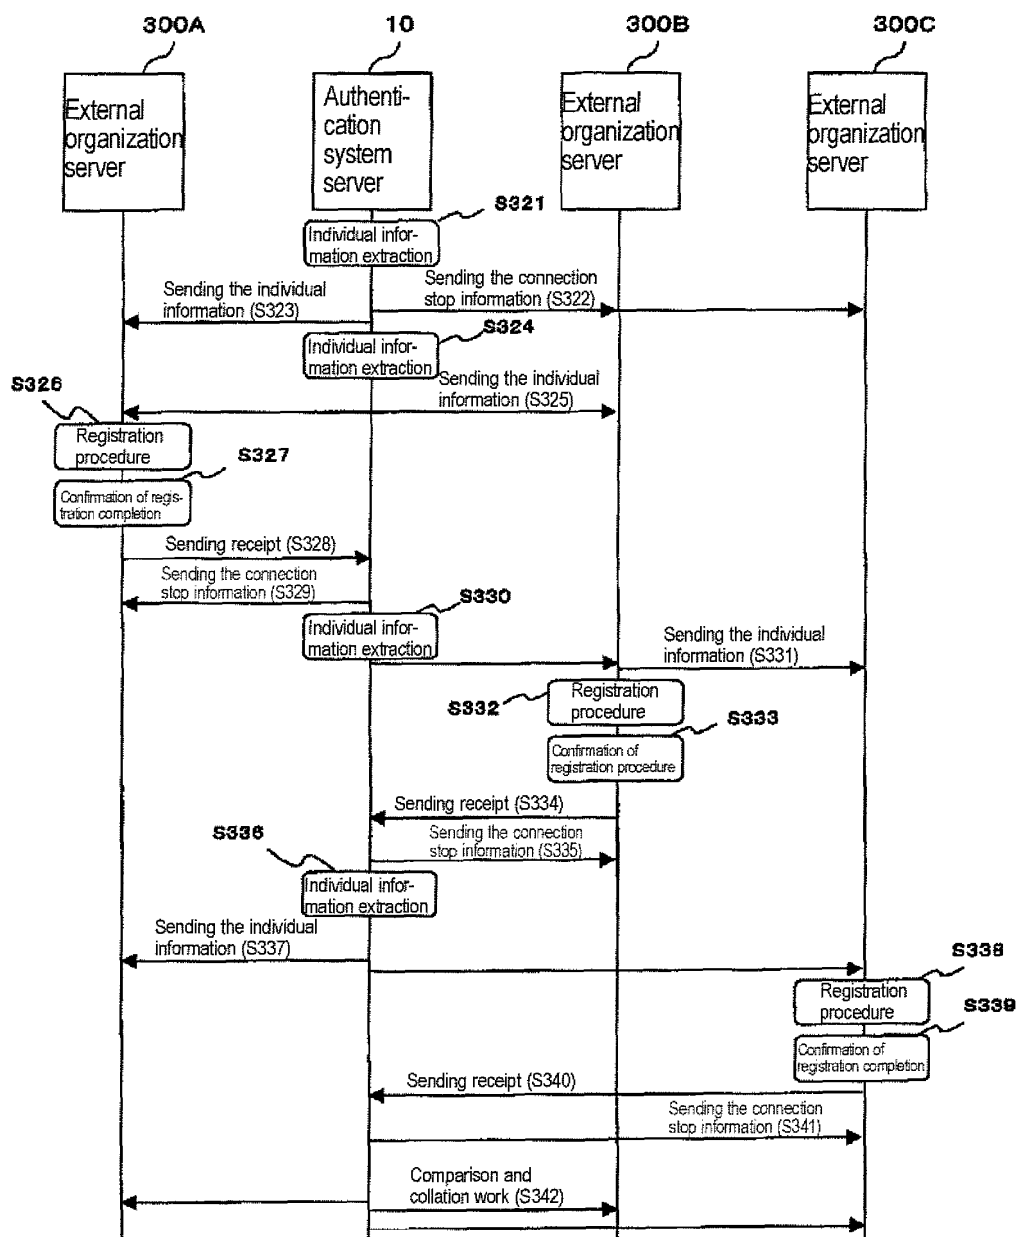 300A
10
300B
300C
External
organization
server
Authenti-
cation
system
server
External
organization
server
External
organization
server
S321
Individual infor-
mation extraction
Sending the individual
information (S323)
Sending the connection
stop information (S322)
S324
Individual infor-
mation extraction
Sending the individual
information (S325)
S326
Registration
procedure
S327
Confirmation of regis-
tration completion
Sending receipt (S328)
Sending the connection
stop information (S329)
S330
Individual infor-
mation extraction
Sending the individual
information (S331)
S332
Registration
procedure
S333
Confirmation of
registration procedure
Sending receipt (S334)
Sending the connection
stop information (S335)
S336
Individual infor-
mation extraction
Sending the individual
information (S337)
S338
Registration
procedure
S339
Confirmation of
registration completion
Sending receipt (S340)
Sending the connection
stop information (S341)
Comparison and
collation work (S342)